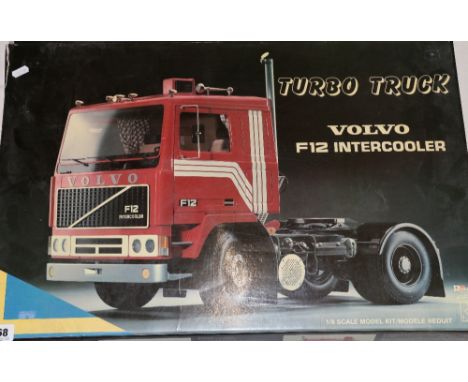 TURBO TRUCK
VOLVO
F12 INTERCOOLER
VOLVO
F12
INTERCOOLER
F12
1/8 SCALE MODEL KIT/MODELE REDUIT
68